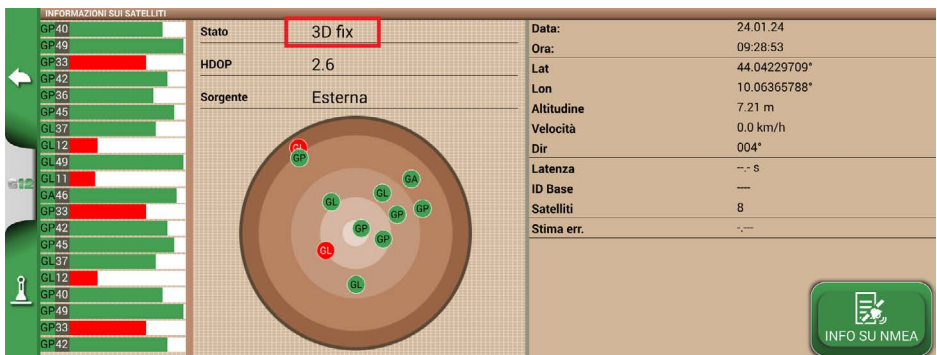 INFORMAZIONI SUI SATELLITI
GP40
GP49
GP33
GP42
GP36
GP45
GL37
GL12
GL49
GL11
GA46
GP33
GP42
GP45
GL37
GL12
GP40
GP49
GP33
GP42
Stato 3D fix
HDOP 2.6
Sorgente Esterna
GL
GP
GA
GL
GL
GP
GP
GP
GP
GL
GL
Data: 24.01.24
Ora: 09:28:53
Lat 44.04229709°
Lon 10.06365788°
Altitudine 7.21 m
Velocità 0.0 km/h
Dir 004°
Latenza --.- s
ID Base ----
Satelliti 8
Stima err. -.---
INFO SU NMEA